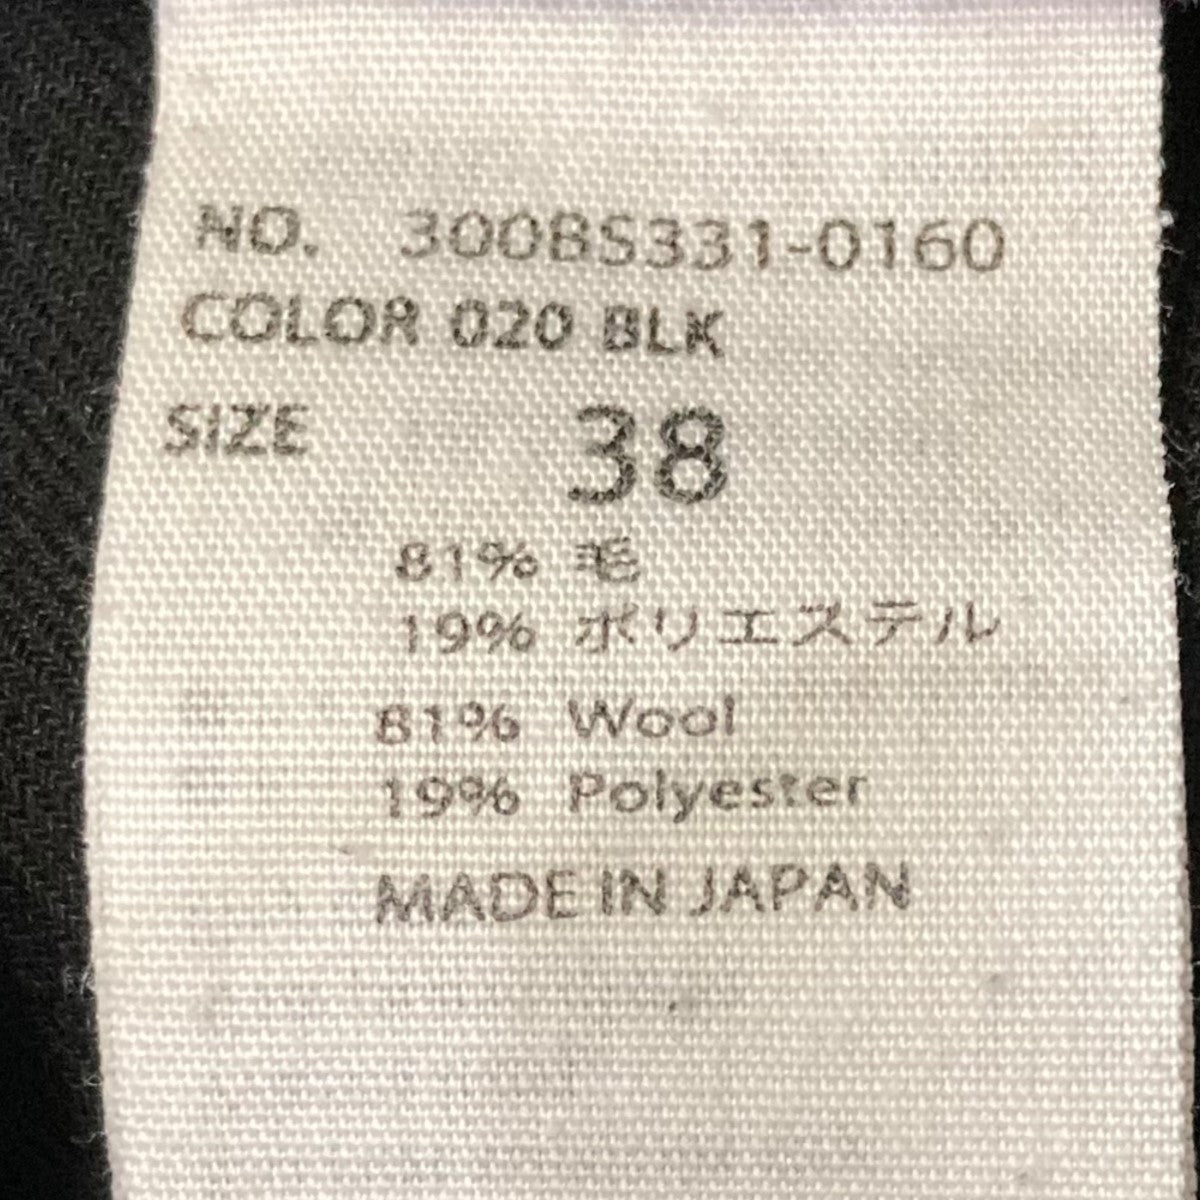 NO. 300BS331-0160
COLOR 020 BLK
SIZE 38
81% 毛
19% ポリエステル
81% Wool
19% Polyester
MADE IN JAPAN